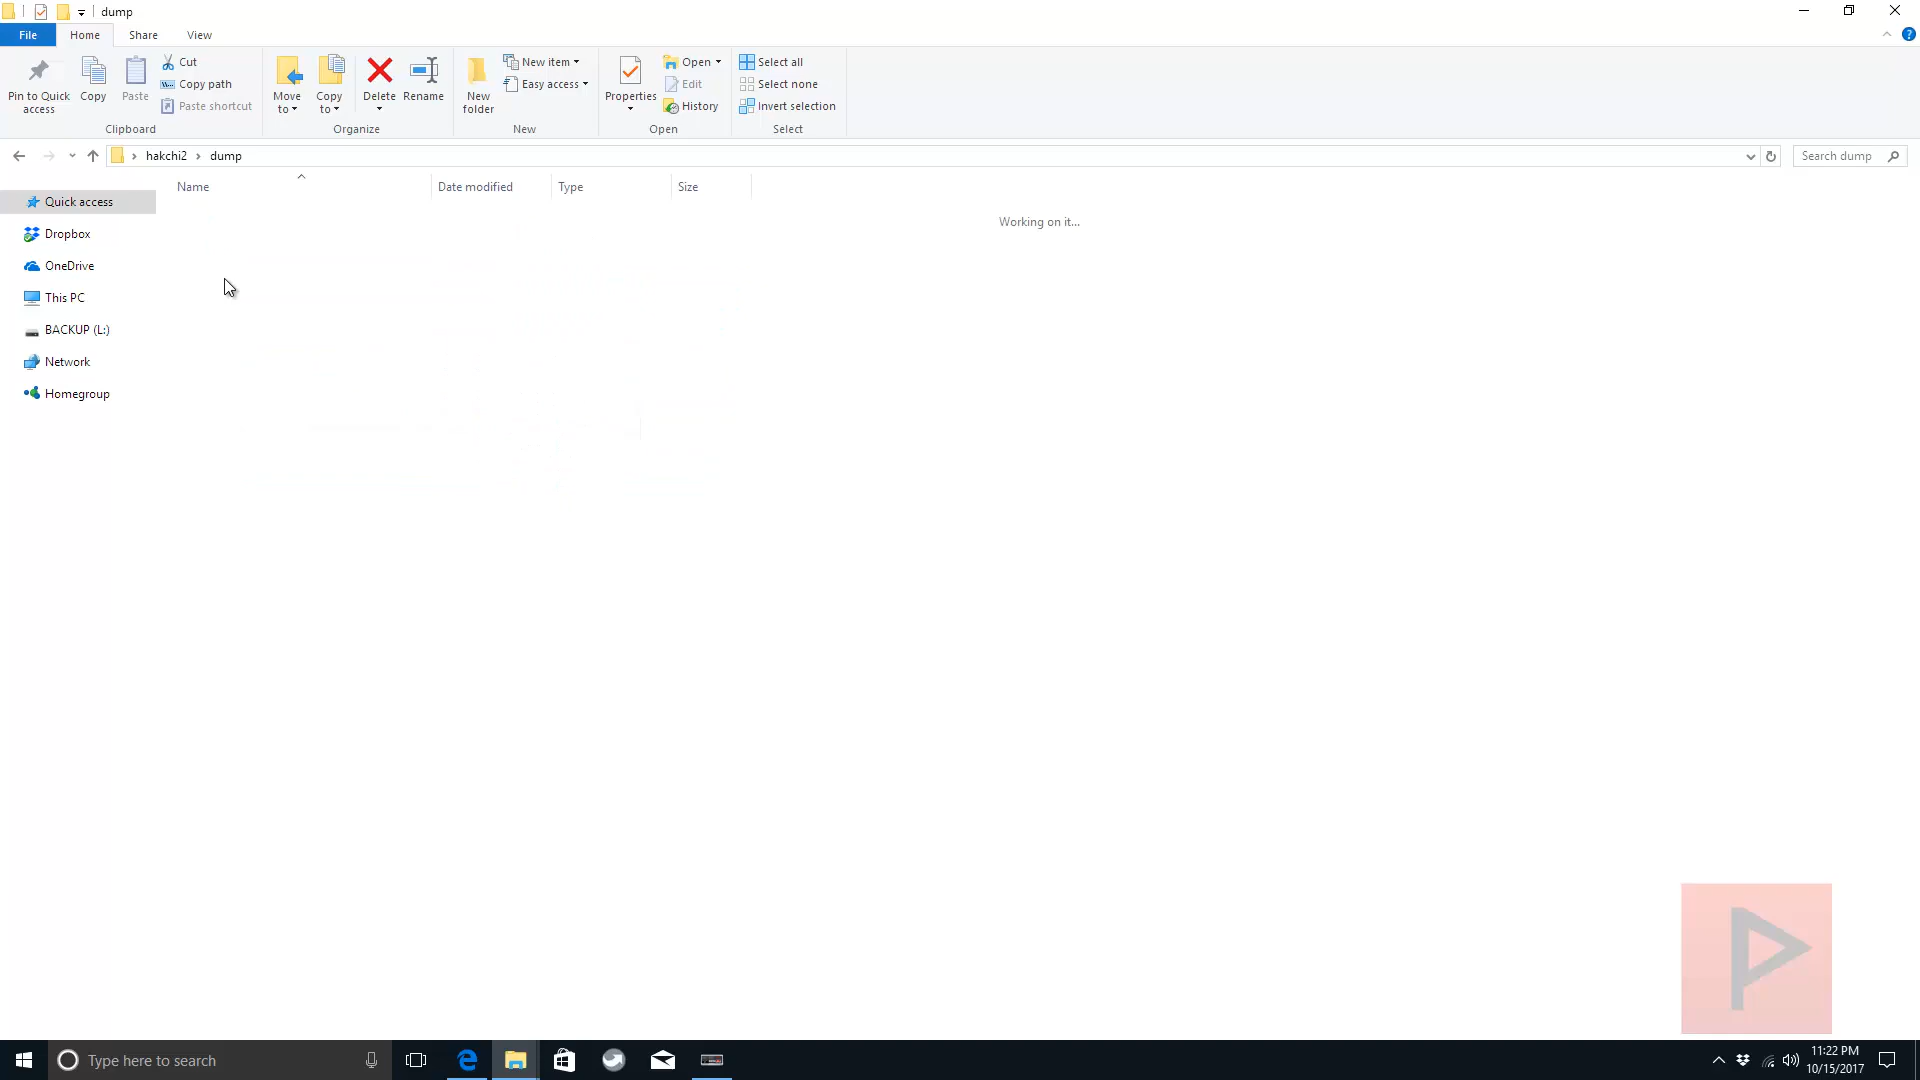 dump
File Home Share View
Pin to Quick access
Copy
Paste
Cut
Copy path
Paste shortcut
Clipboard
Move to
Copy to
Delete
Rename
Organize
New folder
New item
Easy access
New
Properties
Open
Edit
History
Open
Select all
Select none
Invert selection
Select
hakchi2 dump
Search dump
Name Date modified Type Size
Working on it...
Quick access
Dropbox
OneDrive
This PC
BACKUP (L:)
Network
Homegroup
P
Type here to search
11:22 PM
10/15/2017